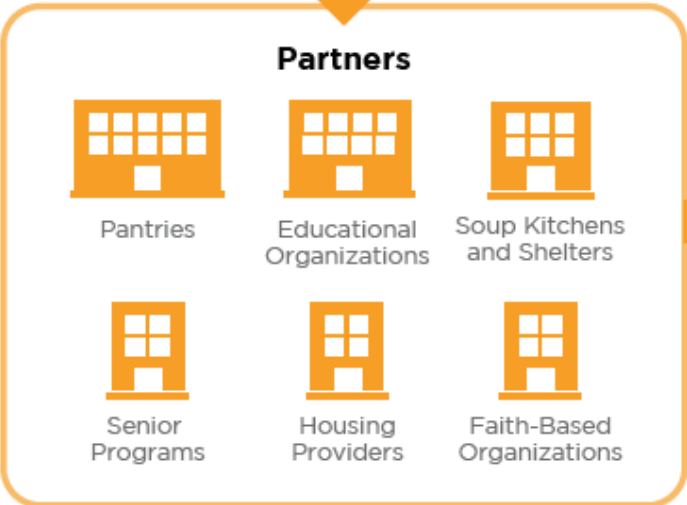 Partners
Pantries
Educational
Organizations
Soup Kitchens
and Shelters
Senior
Programs
Housing
Providers
Faith-Based
Organizations